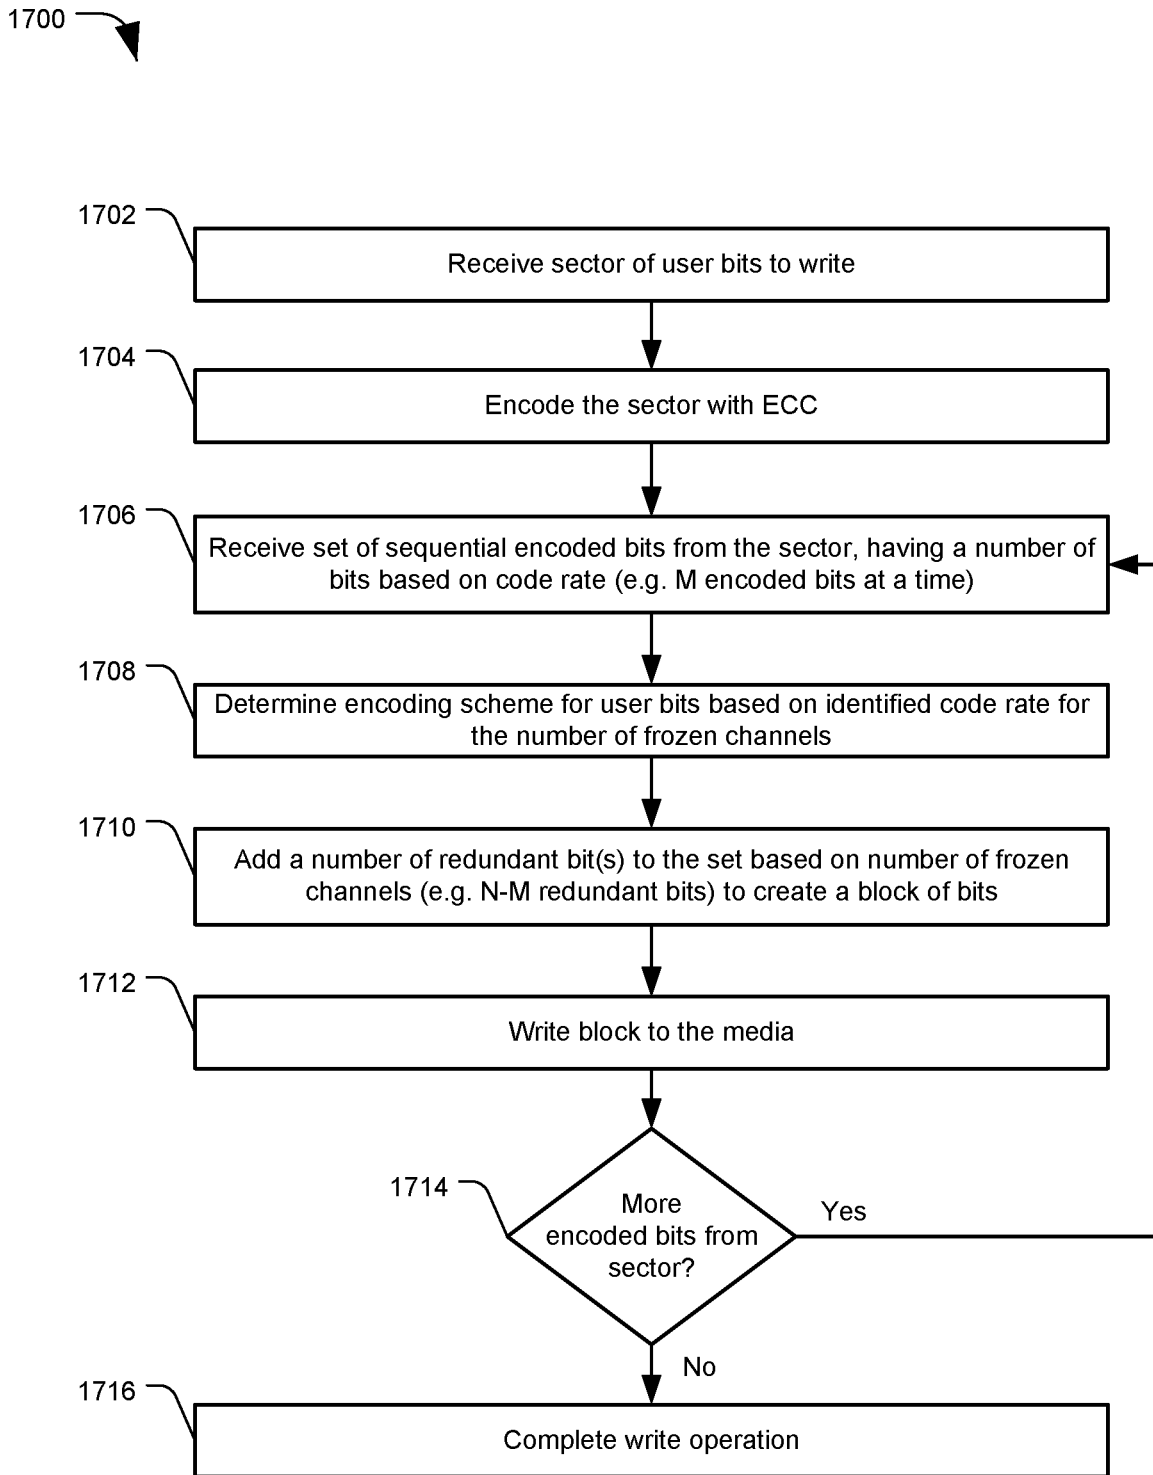 1700
1702
Receive sector of user bits to write
1704
Encode the sector with ECC
1706
Receive set of sequential encoded bits from the sector, having a number of
bits based on code rate (e.g. M encoded bits at a time)
1708
Determine encoding scheme for user bits based on identified code rate for
the number of frozen channels
1710
Add a number of redundant bit(s) to the set based on number of frozen
channels (e.g. N-M redundant bits) to create a block of bits
1712
Write block to the media
1714
More
encoded bits from
sector?
Yes
No
1716
Complete write operation